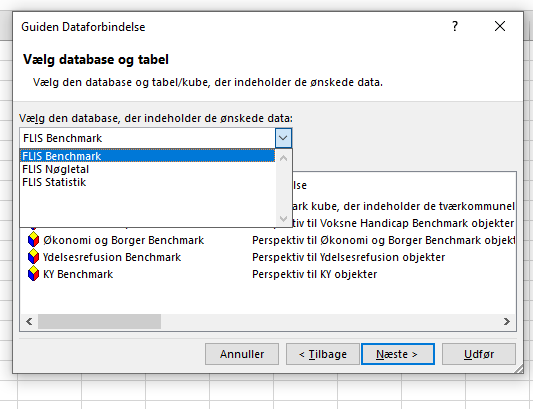 Guiden Dataforbindelse
?
Vælg database og tabel
Vælg den database og tabel/kube, der indeholder de ønskede data.
Vælg den database, der indeholder de ønskede data:
FLIS Benchmark
FLIS Benchmark
FLIS Nøgletal
FLIS Statistik
else
ark kube, der indeholder de tværkommunel
Perspektiv til Voksne Handicap Benchmark objekter
Økonomi og Borger Benchmark Perspektiv til Økonomi og Borger Benchmark objekt
Ydelsesrefusion Benchmark Perspektiv til Ydelsesrefusion objekter
KY Benchmark Perspektiv til KY objekter
Annuller < Tilbage Næste > Udfør